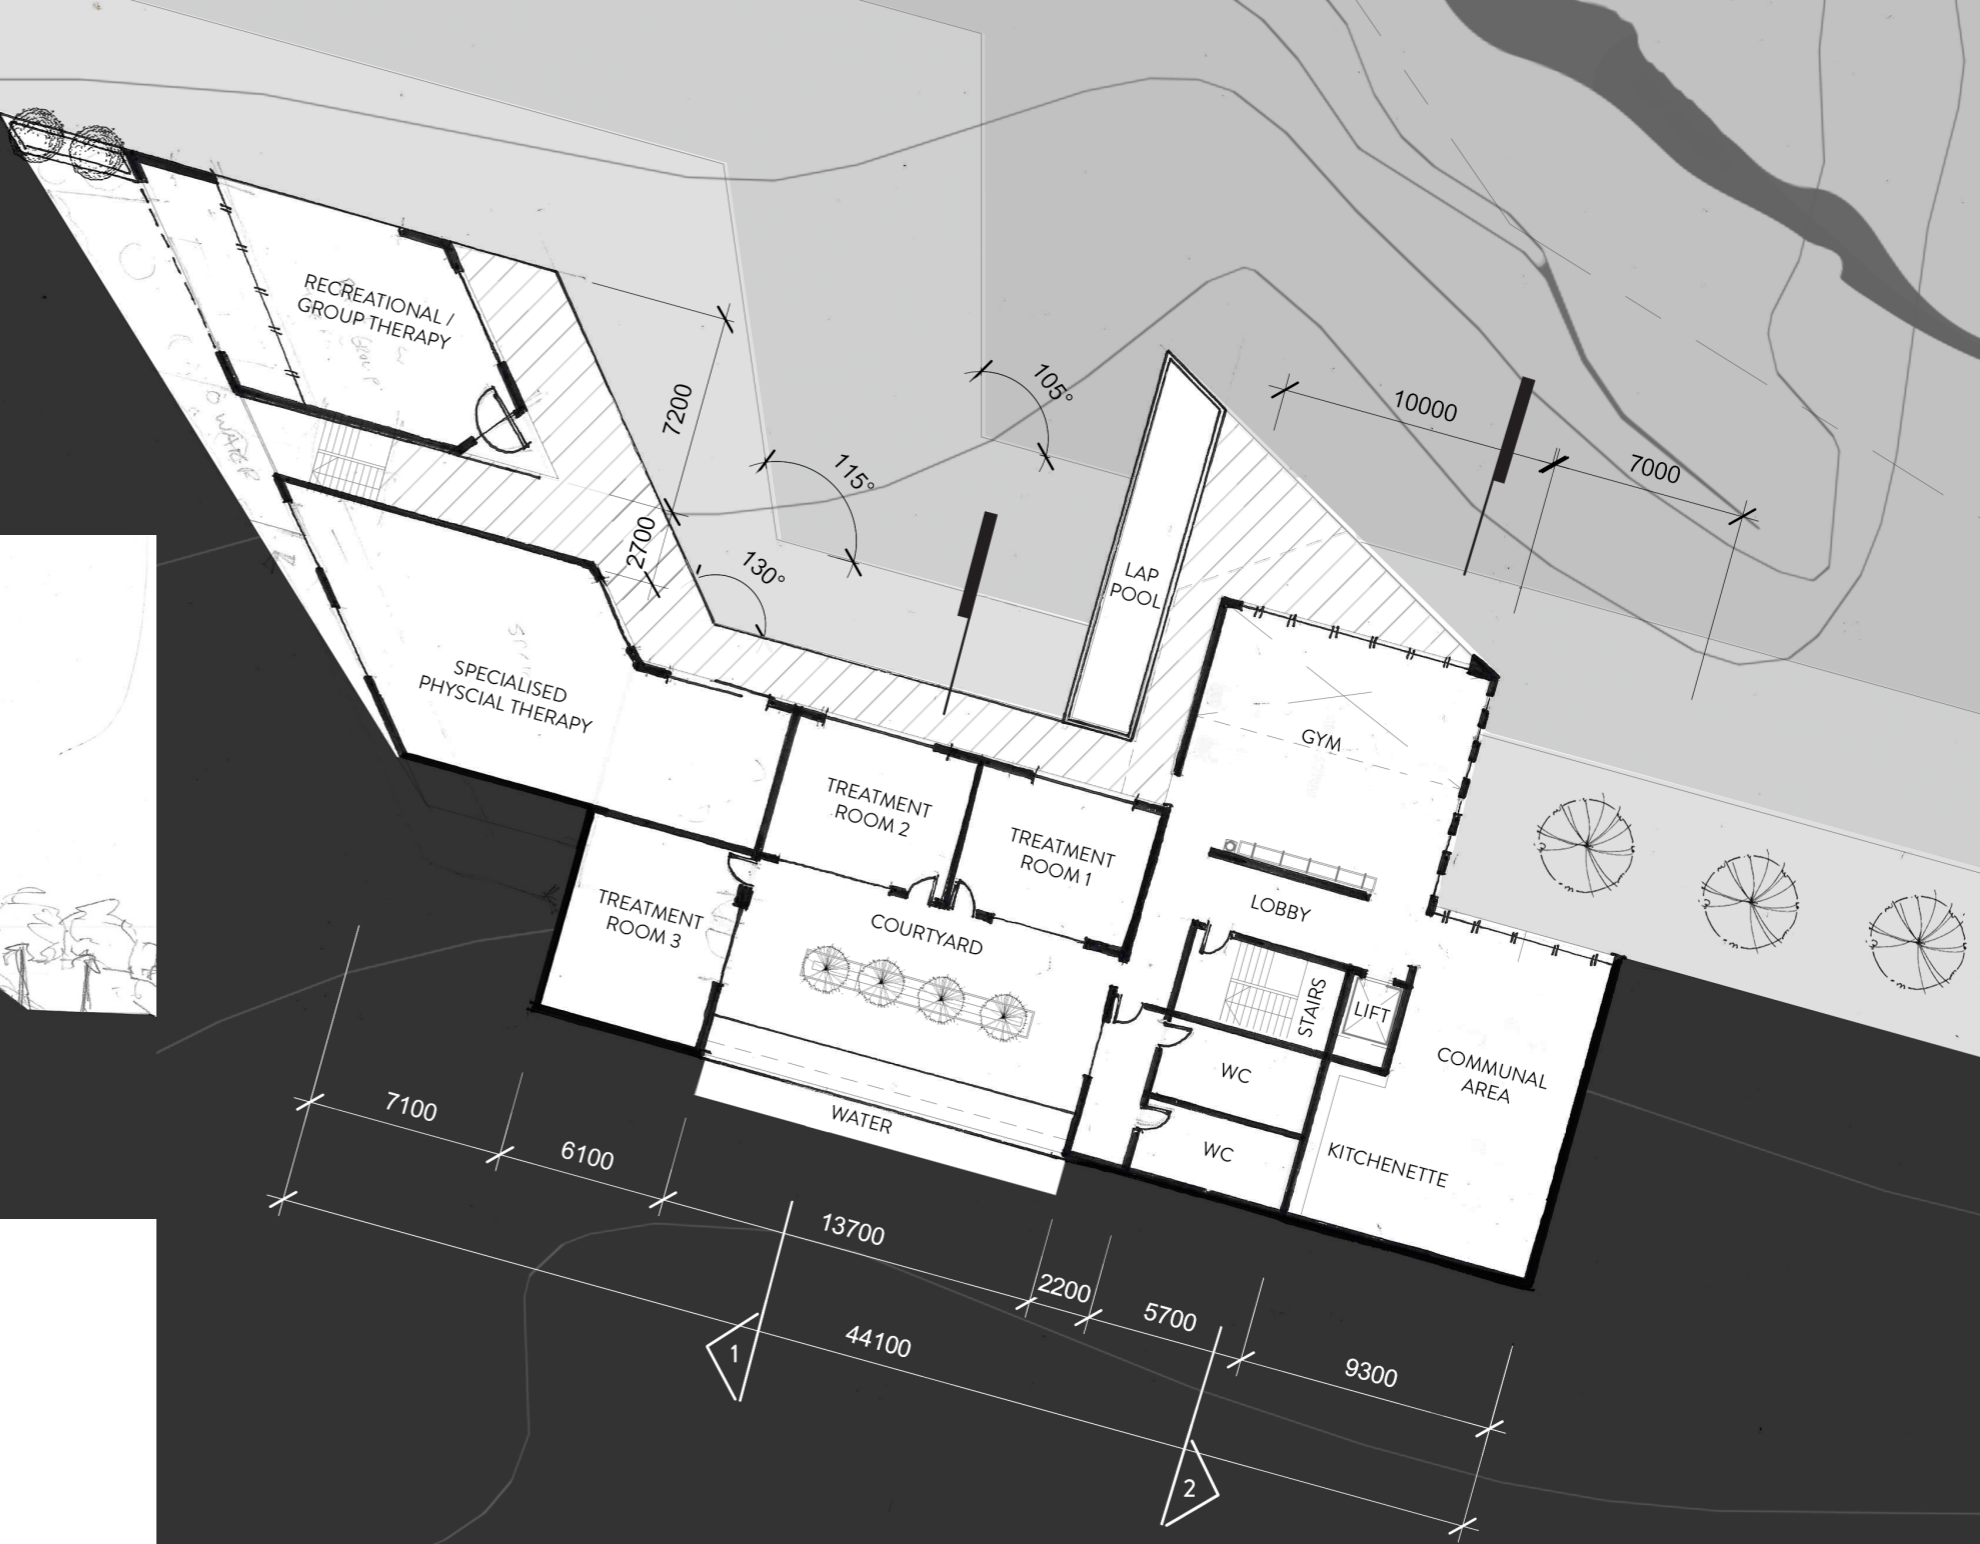 RECREATIONAL /
GROUP THERAPY
WATER
7200
2700
130°
115°
105°
10000
7000
LAP
POOL
SPECIALISED
PHYSCIAL THERAPY
GYM
TREATMENT
ROOM 2
TREATMENT
ROOM 1
TREATMENT
ROOM 3
COURTYARD
LOBBY
STAIRS
LIFT
WC
WC
COMMUNAL
AREA
KITCHENETTE
WATER
7100
6100
13700
2200
5700
9300
44100
1
2